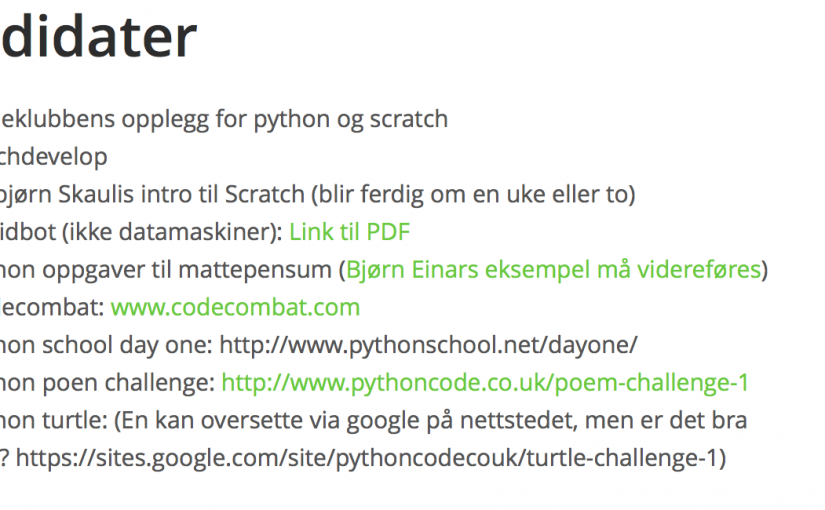 didater
eklubbens opplegg for python og scratch
chdevelop
bjørn Skaulis intro til Scratch (blir ferdig om en uke eller to)
idbot (ikke datamaskiner): Link til PDF
hon oppgaver til mattepensum (Bjørn Einars eksempel må videreføres)
decombat: www.codecombat.com
hon school day one: http://www.pythonschool.net/dayone/
hon poen challenge: http://www.pythoncode.co.uk/poem-challenge-1
hon turtle: (En kan oversette via google på nettstedet, men er det bra
? https://sites.google.com/site/pythoncodecouk/turtle-challenge-1)